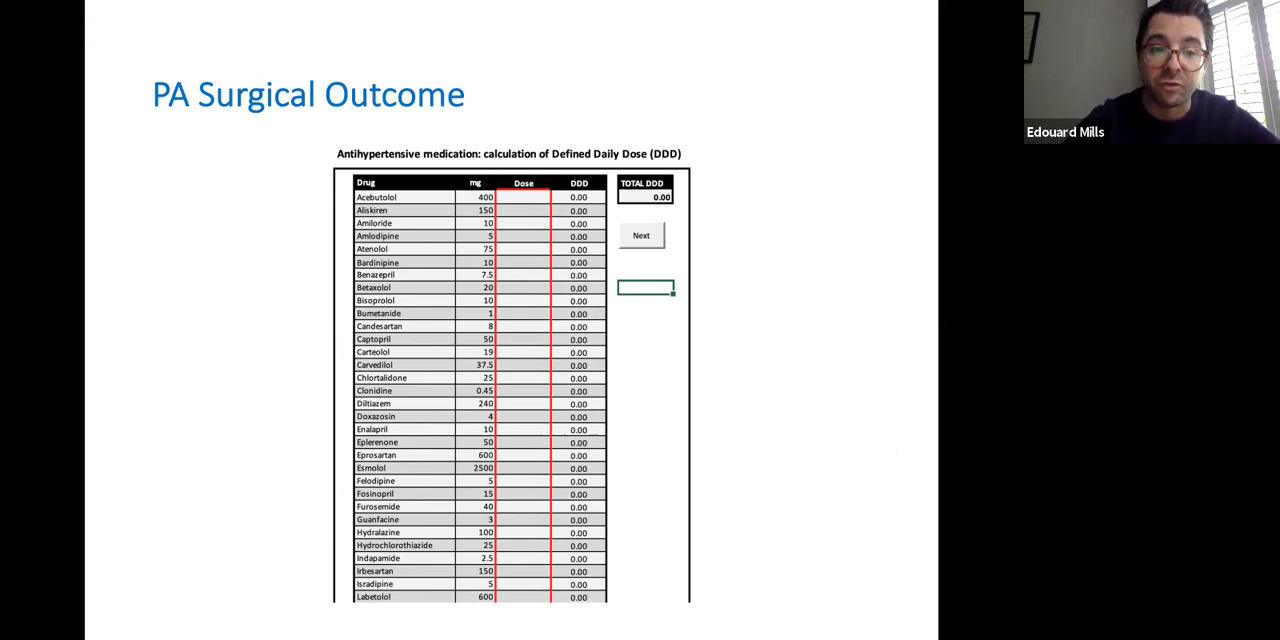 PA Surgical Outcome
Edouard Mills
Antihypertensive medication: calculation of Defined Daily Dose (DDD)
Drug mg Dose DDD TOTAL DDD
Acebutolol 400 0.00 0.00
Aliskiren 150 0.00
Amiloride 10 0.00
Amlodipine 5 0.00 Next
Atenolol 75 0.00
Bardinipine 10 0.00
Benazepril 7.5 0.00
Betaxolol 20 0.00
Bisoprolol 10 0.00
Bumetanide 1 0.00
Candesartan 8 0.00
Captopril 50 0.00
Carteolol 19 0.00
Carvedilol 37.5 0.00
Chlortalidone 25 0.00
Clonidine 0.45 0.00
Diltiazem 240 0.00
Doxazosin 4 0.00
Enalapril 10 0.00
Eplerenone 50 0.00
Eprosartan 600 0.00
Esmolol 2500 0.00
Felodipine 5 0.00
Fosinopril 15 0.00
Furosemide 40 0.00
Guanfacine 3 0.00
Hydralazine 100 0.00
Hydrochlorothiazide 25 0.00
Indapamide 2.5 0.00
Irbesartan 150 0.00
Isradipine 5 0.00
Labetolol 600 0.00